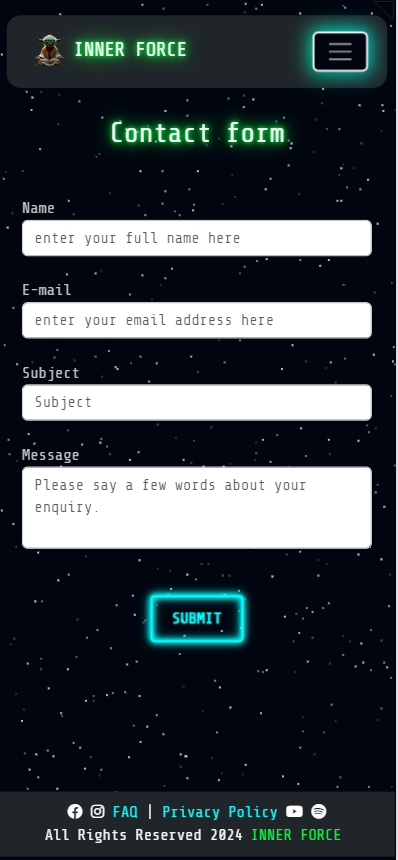 INNER FORCE
Contact form
Name
enter your full name here
E-mail
enter your email address here
Subject
Subject
Message
Please say a few words about your
enquiry.
SUBMIT
FAQ | Privacy Policy
All Rights Reserved 2024 INNER FORCE